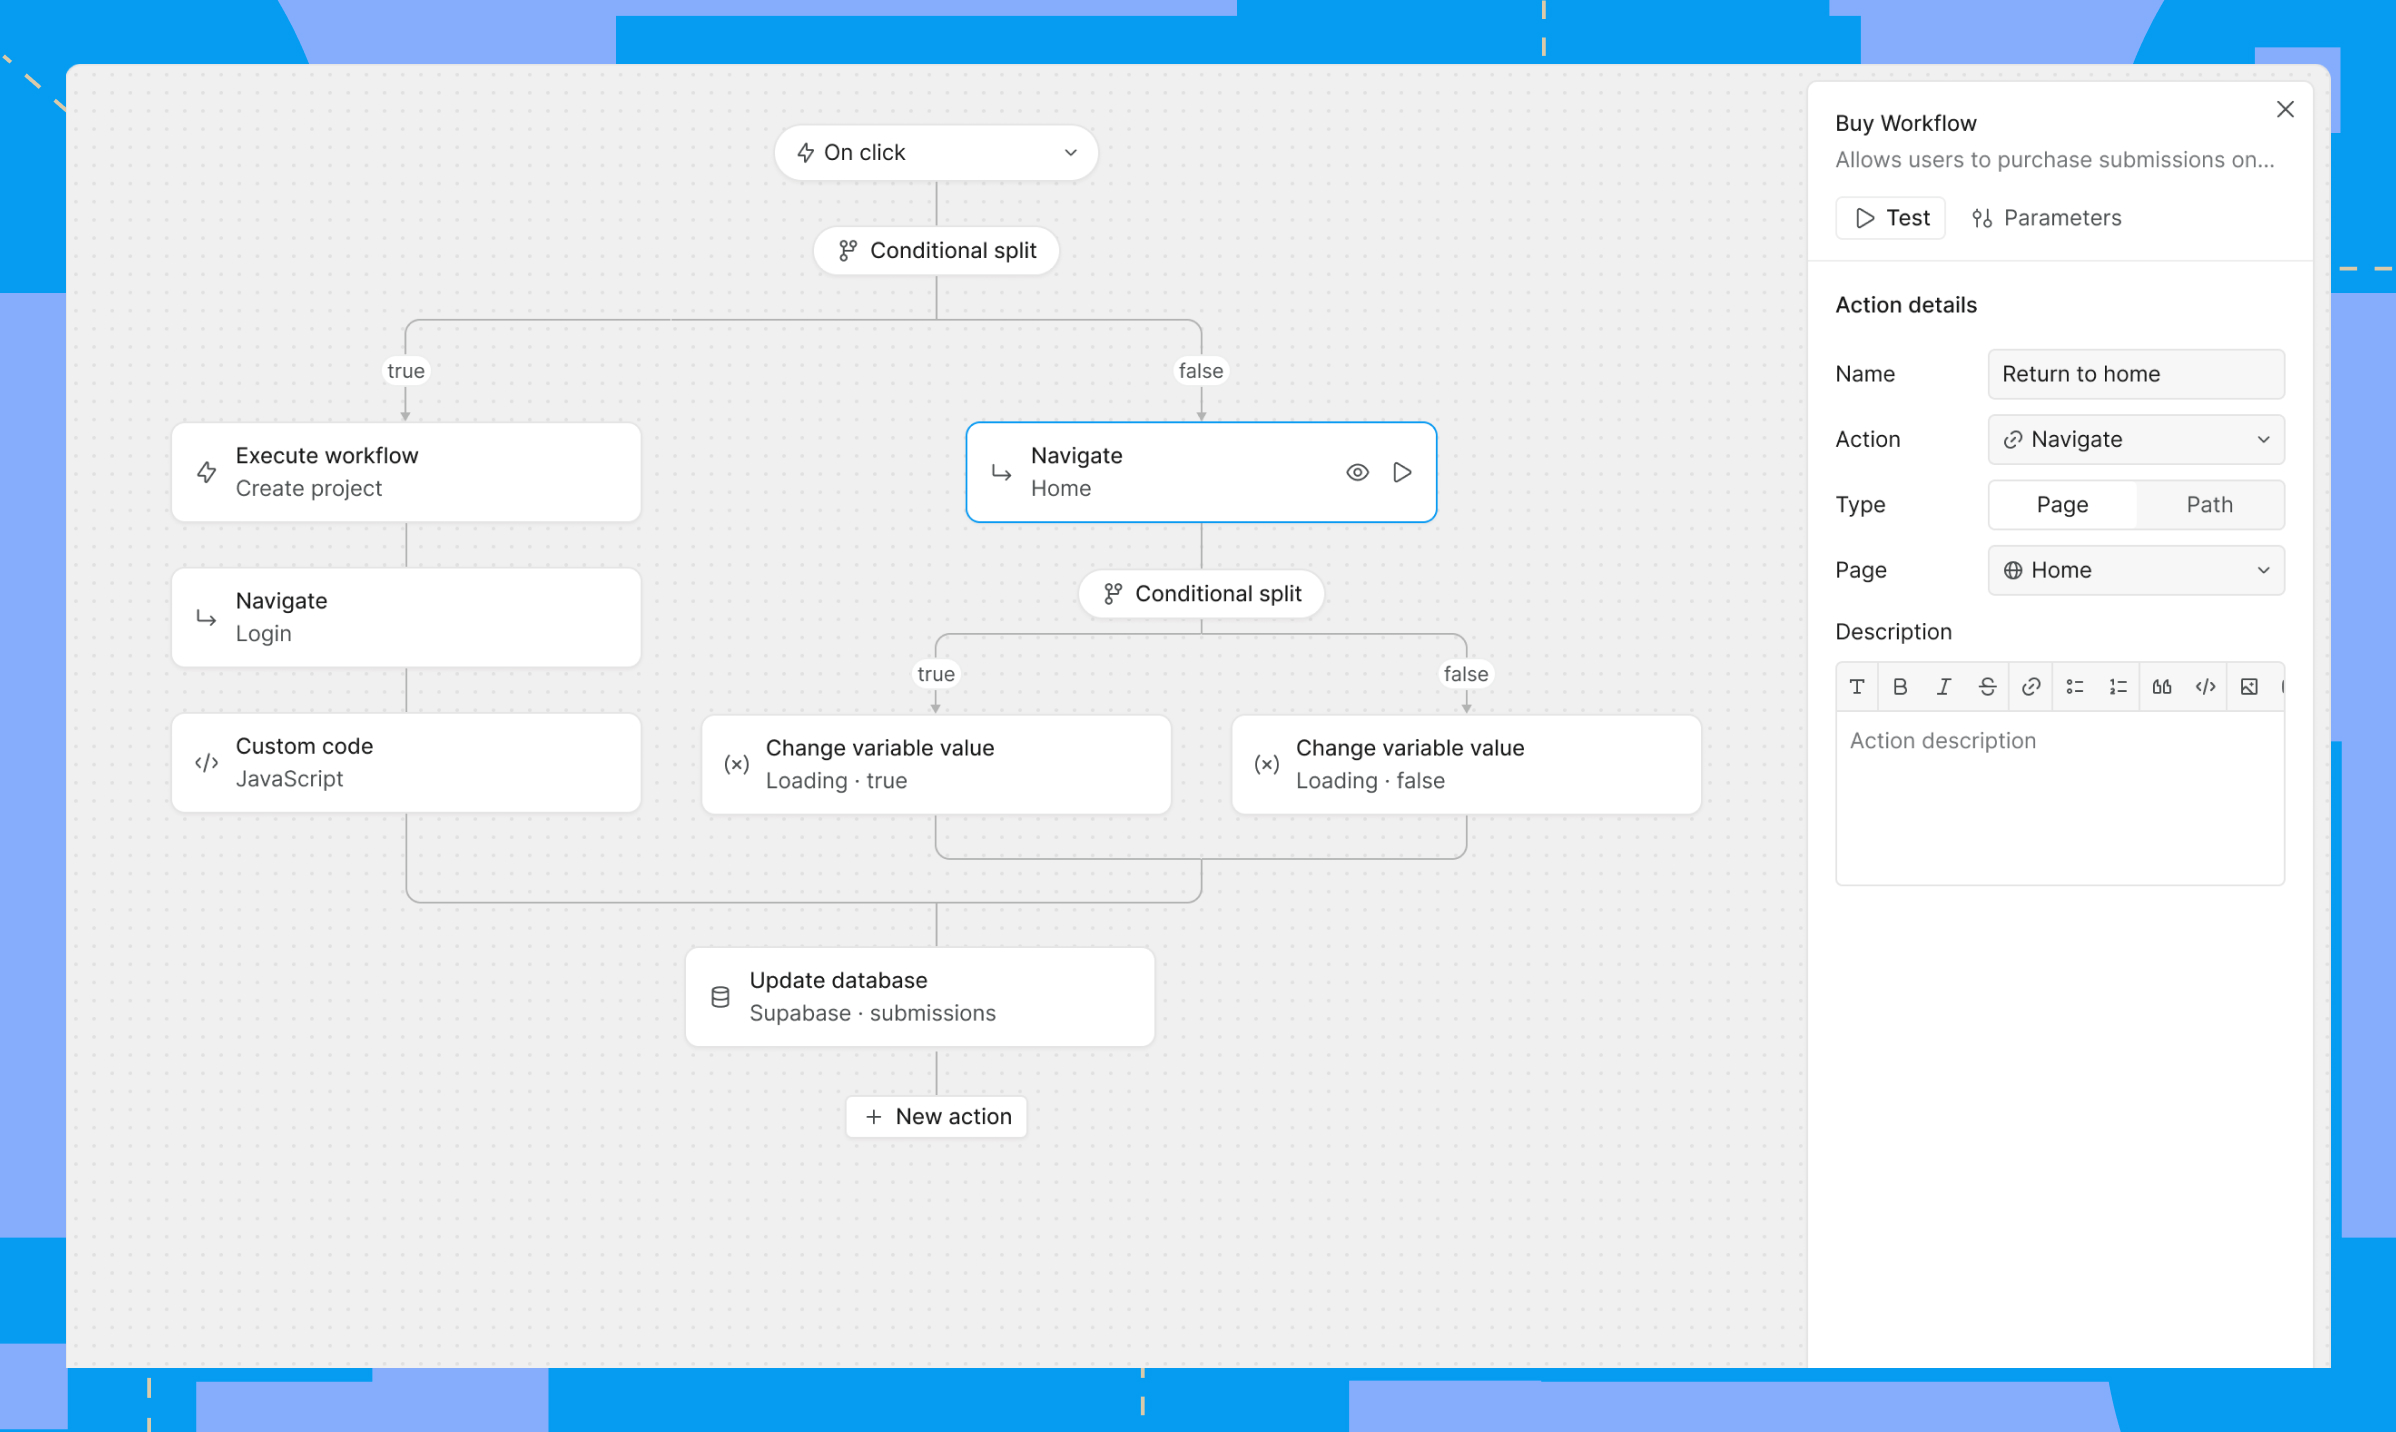 On click
Conditional split
true
false
Execute workflow
Create project
Navigate
Home
Navigate
Login
Conditional split
true
false
Custom code
JavaScript
Change variable value
Loading · true
Change variable value
Loading · false
Update database
Supabase · submissions
New action
Buy Workflow
Allows users to purchase submissions on...
Test
Parameters
Action details
Name
Return to home
Action
Navigate
Type
Page
Path
Page
Home
Description
Action description